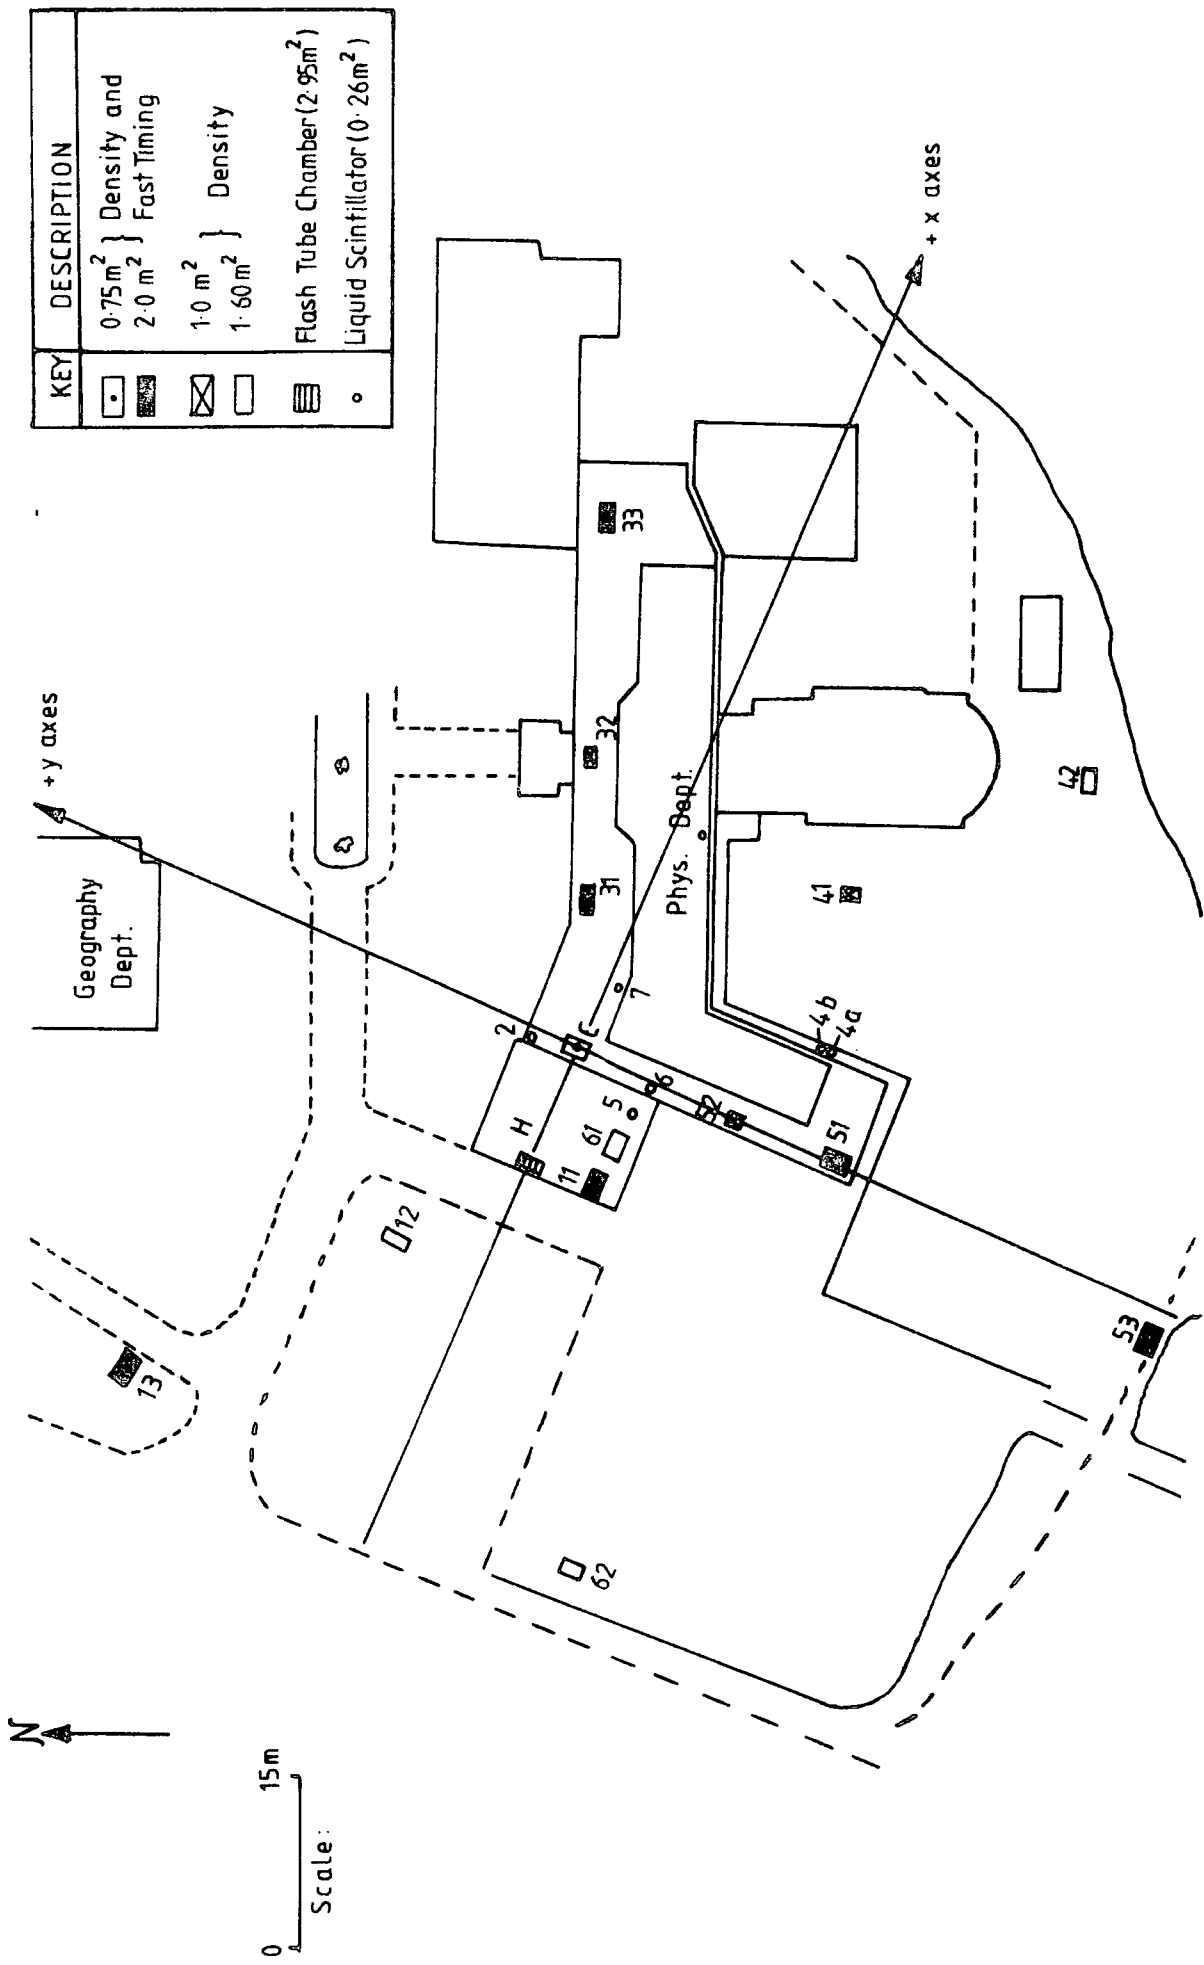 N
0 15m
Scale:
KEY DESCRIPTION
0·75m² } Density and
2·0 m² } Fast Timing
1·0 m² } Density
1·60m²
Flash Tube Chamber(2·95m²)
Liquid Scintillator(0·26m²)
+y axes
+x axes
Geography
Dept.
Phys. Dept.
13
12
H
11
61
5
2
C
6
7
31
32
33
52
51
4b
4a
41
42
53
62